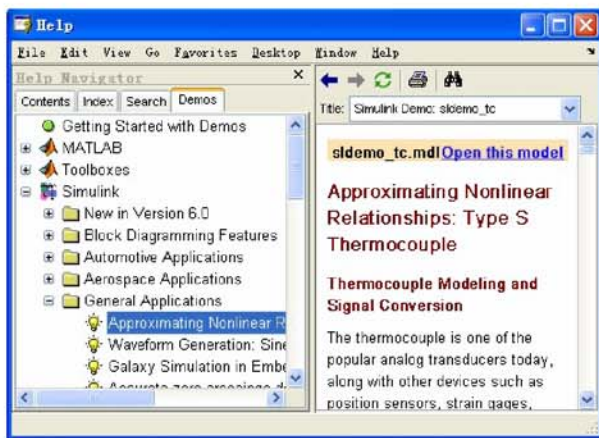 Help
File Edit View Go Favorites Desktop Window Help
Help Navigator
Contents Index Search Demos
Getting Started with Demos
MATLAB
Toolboxes
Simulink
New in Version 6.0
Block Diagramming Features
Automotive Applications
Aerospace Applications
General Applications
Approximating Nonlinear R
Waveform Generation: Sine
Galaxy Simulation in Embe
Title: Simulink Demo: sldemo_tc
sldemo_tc.mdl Open this model
Approximating Nonlinear
Relationships: Type S
Thermocouple
Thermocouple Modeling and
Signal Conversion
The thermocouple is one of the
popular analog transducers today,
along with other devices such as
position sensors, strain gages,